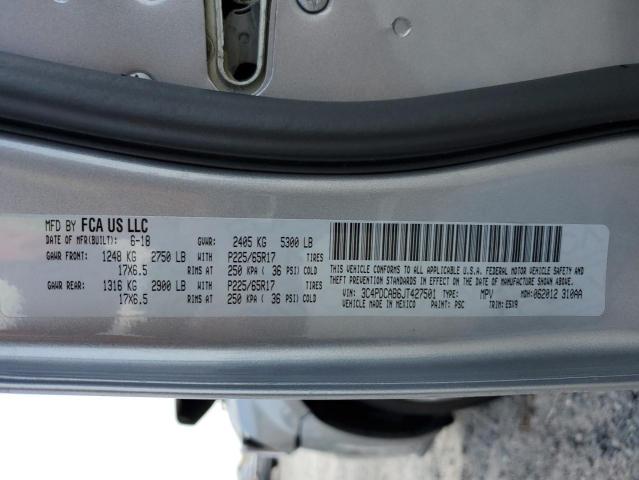 MFD BY FCA US LLC
DATE OF MFR(BUILT): 6-18 GVWR: 2405 KG 5300 LB
GAWR FRONT: 1248 KG 2750 LB WITH P225/65R17 TIRES
17X6.5 RIMS AT 250 KPA ( 36 PSI) COLD
GAWR REAR: 1316 KG 2900 LB WITH P225/65R17 TIRES
17X6.5 RIMS AT 250 KPA ( 36 PSI) COLD
THIS VEHICLE CONFORMS TO ALL APPLICABLE U.S.A. FEDERAL MOTOR VEHICLE SAFETY, BUMPER, AND
THEFT PREVENTION STANDARDS IN EFFECT ON THE DATE OF MANUFACTURE SHOWN ABOVE.
VIN: 3C4PDCAB6JT427501 TYPE: MPV MDH: 062012 310AA
VEHICLE MADE IN MEXICO PAINT: PSC TRIM: E5X9